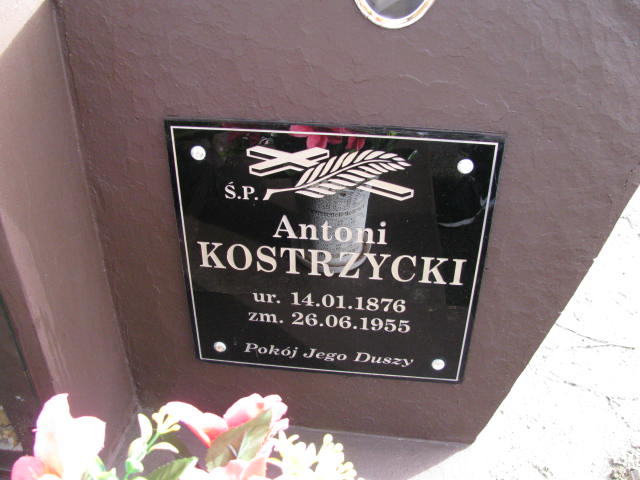 Ś.P.
Antoni
KOSTRZYCKI
ur. 14.01.1876
zm. 26.06.1955
Pokój Jego Duszy